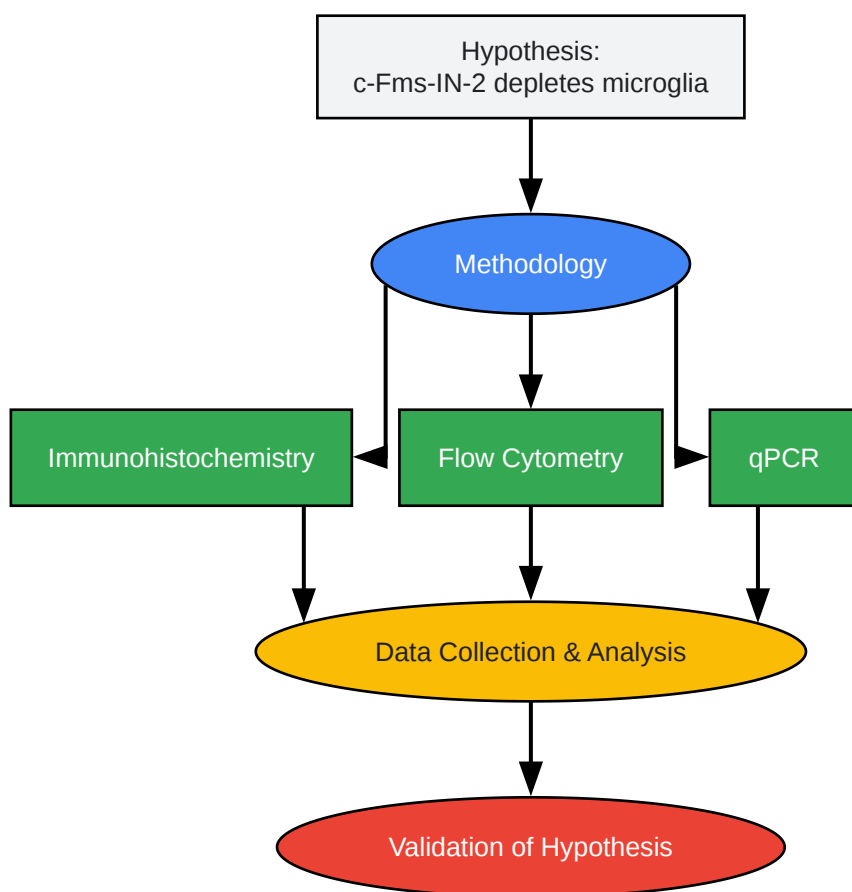 Hypothesis:
c-Fms-IN-2 depletes microglia
Methodology
Immunohistochemistry
Flow Cytometry
qPCR
Data Collection & Analysis
Validation of Hypothesis